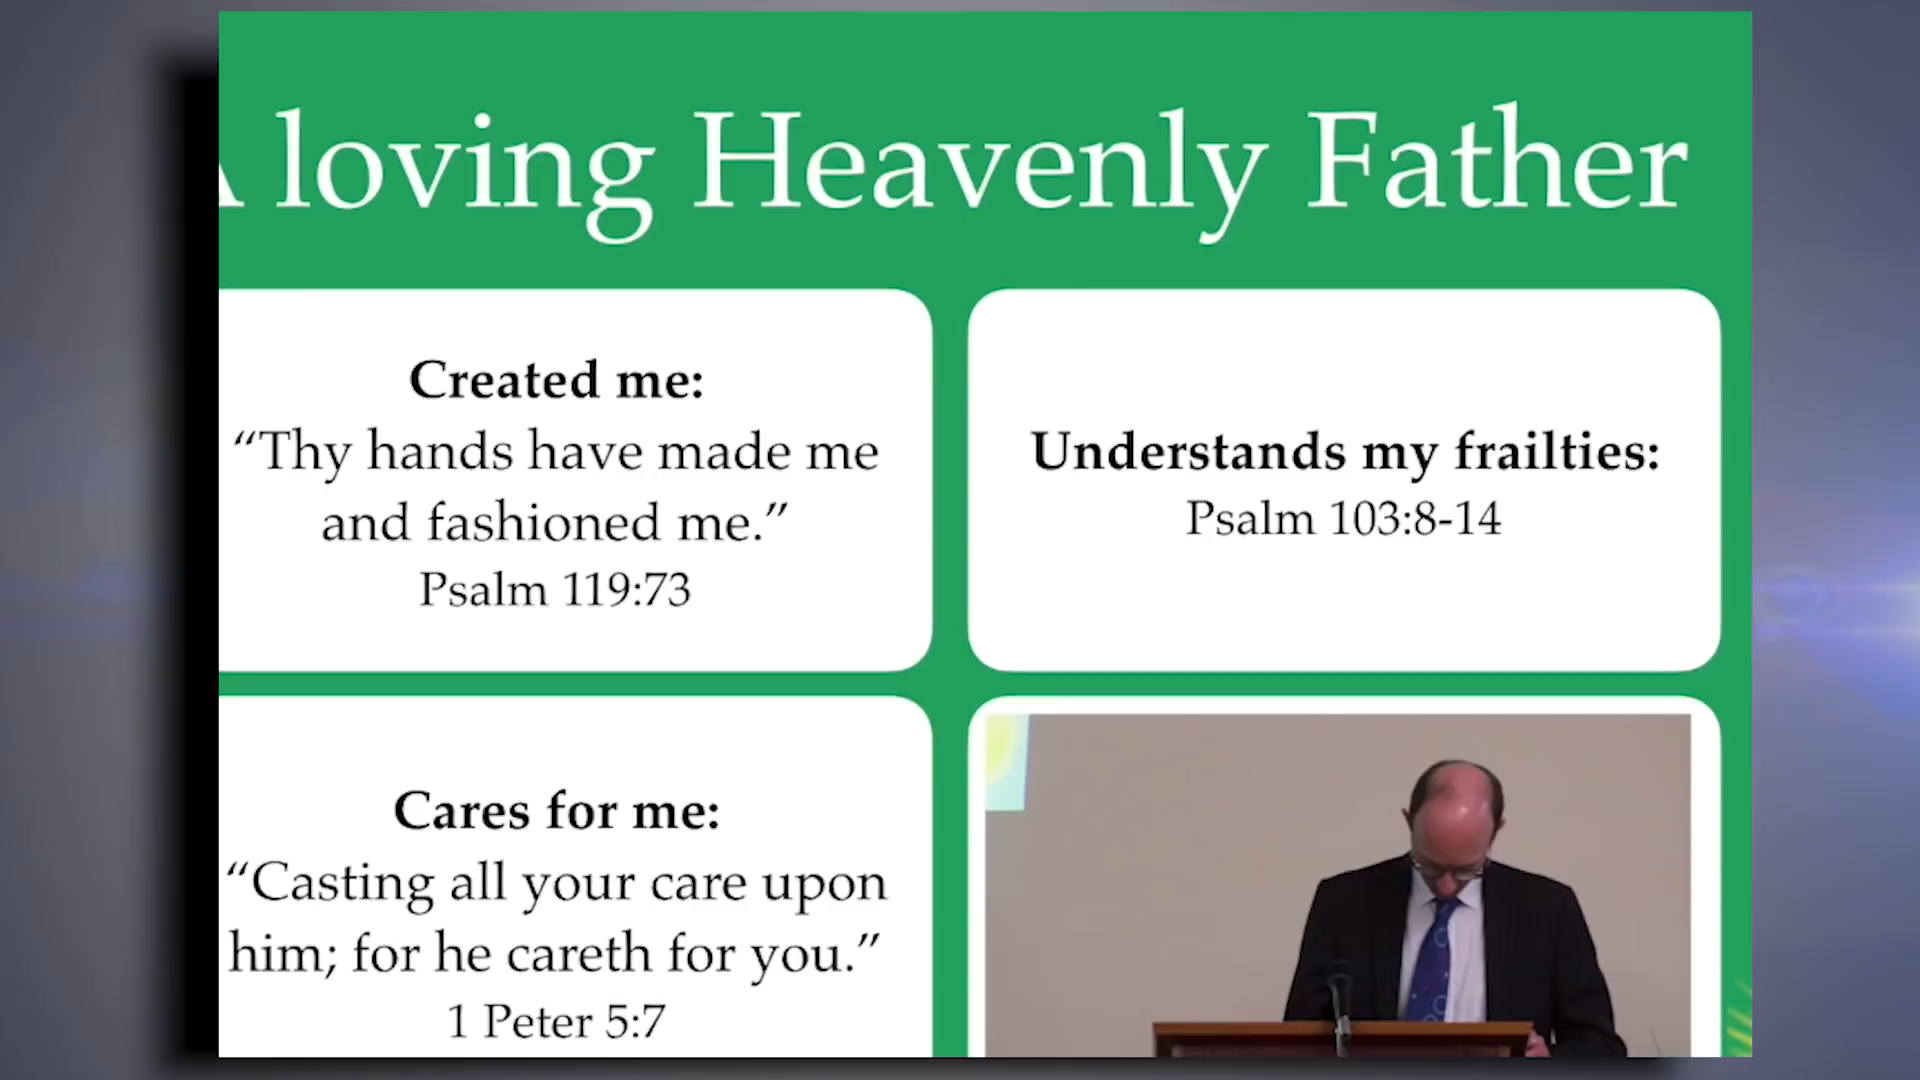 A loving Heavenly Father
Created me:
“Thy hands have made me
and fashioned me.”
Psalm 119:73
Understands my frailties:
Psalm 103:8-14
Cares for me:
“Casting all your care upon
him; for he careth for you.”
1 Peter 5:7